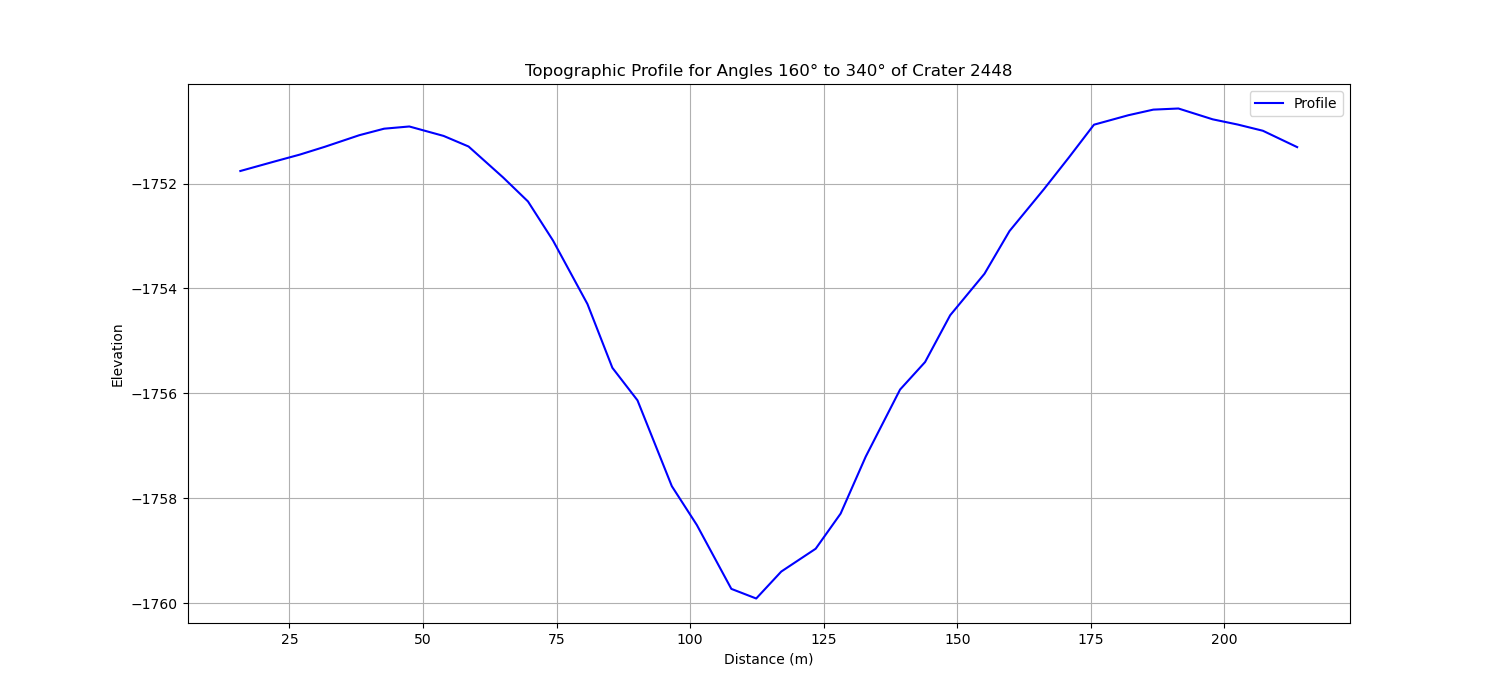 Topographic Profile for Angles 160° to 340° of Crater 2448
Profile
Elevation
−1752
−1754
−1756
−1758
−1760
25 50 75 100 125 150 175 200
Distance (m)